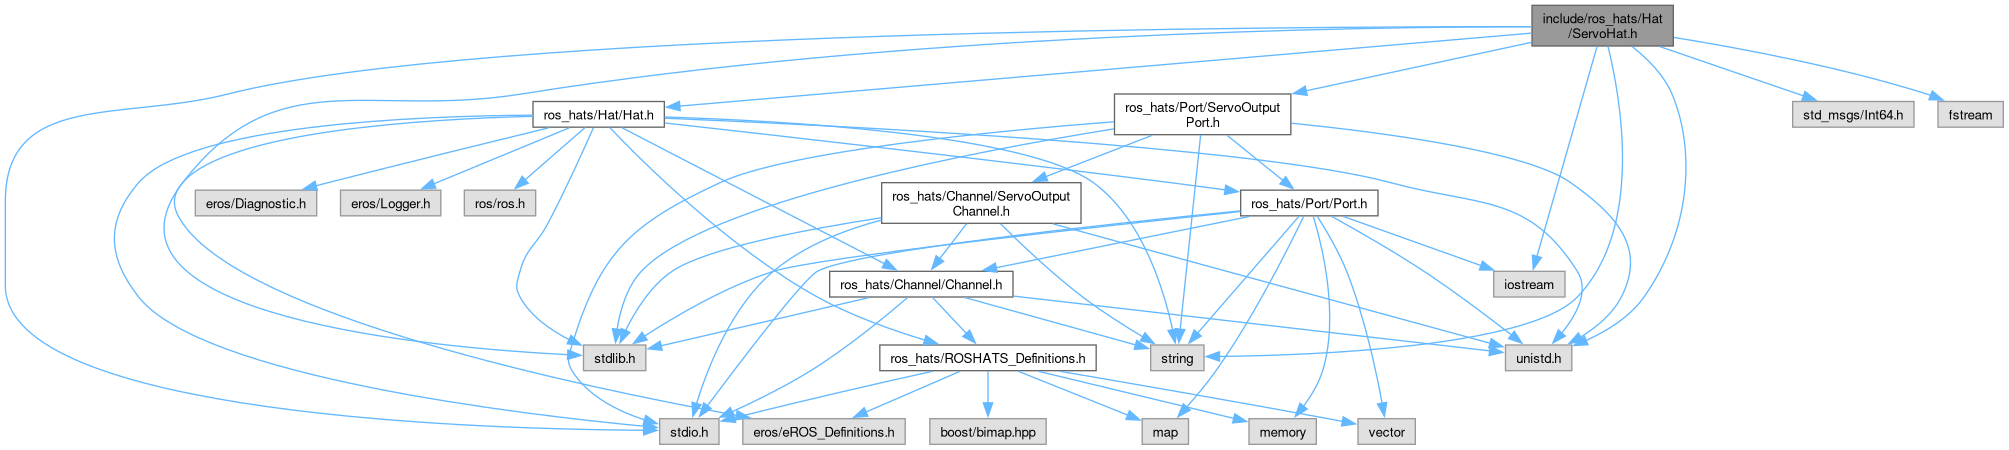 include/ros_hats/Hat
/ServoHat.h
ros_hats/Hat/Hat.h
ros_hats/Port/ServoOutput
Port.h
std_msgs/Int64.h
fstream
eros/Diagnostic.h
eros/Logger.h
ros/ros.h
ros_hats/Channel/ServoOutput
Channel.h
ros_hats/Port/Port.h
ros_hats/Channel/Channel.h
iostream
stdlib.h
ros_hats/ROSHATS_Definitions.h
string
unistd.h
stdio.h
eros/eROS_Definitions.h
boost/bimap.hpp
map
memory
vector